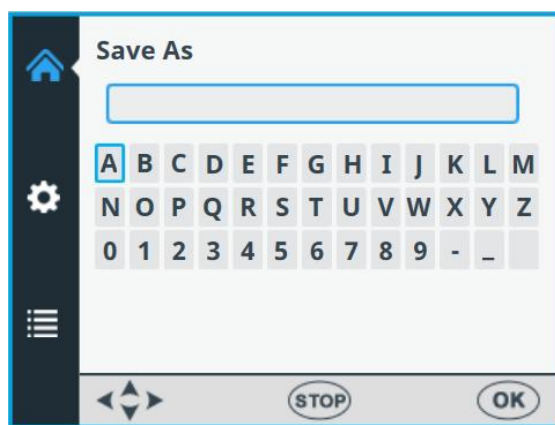 Save As
A B C D E F G H I J K L M
N O P Q R S T U V W X Y Z
0 1 2 3 4 5 6 7 8 9 - _
STOP OK